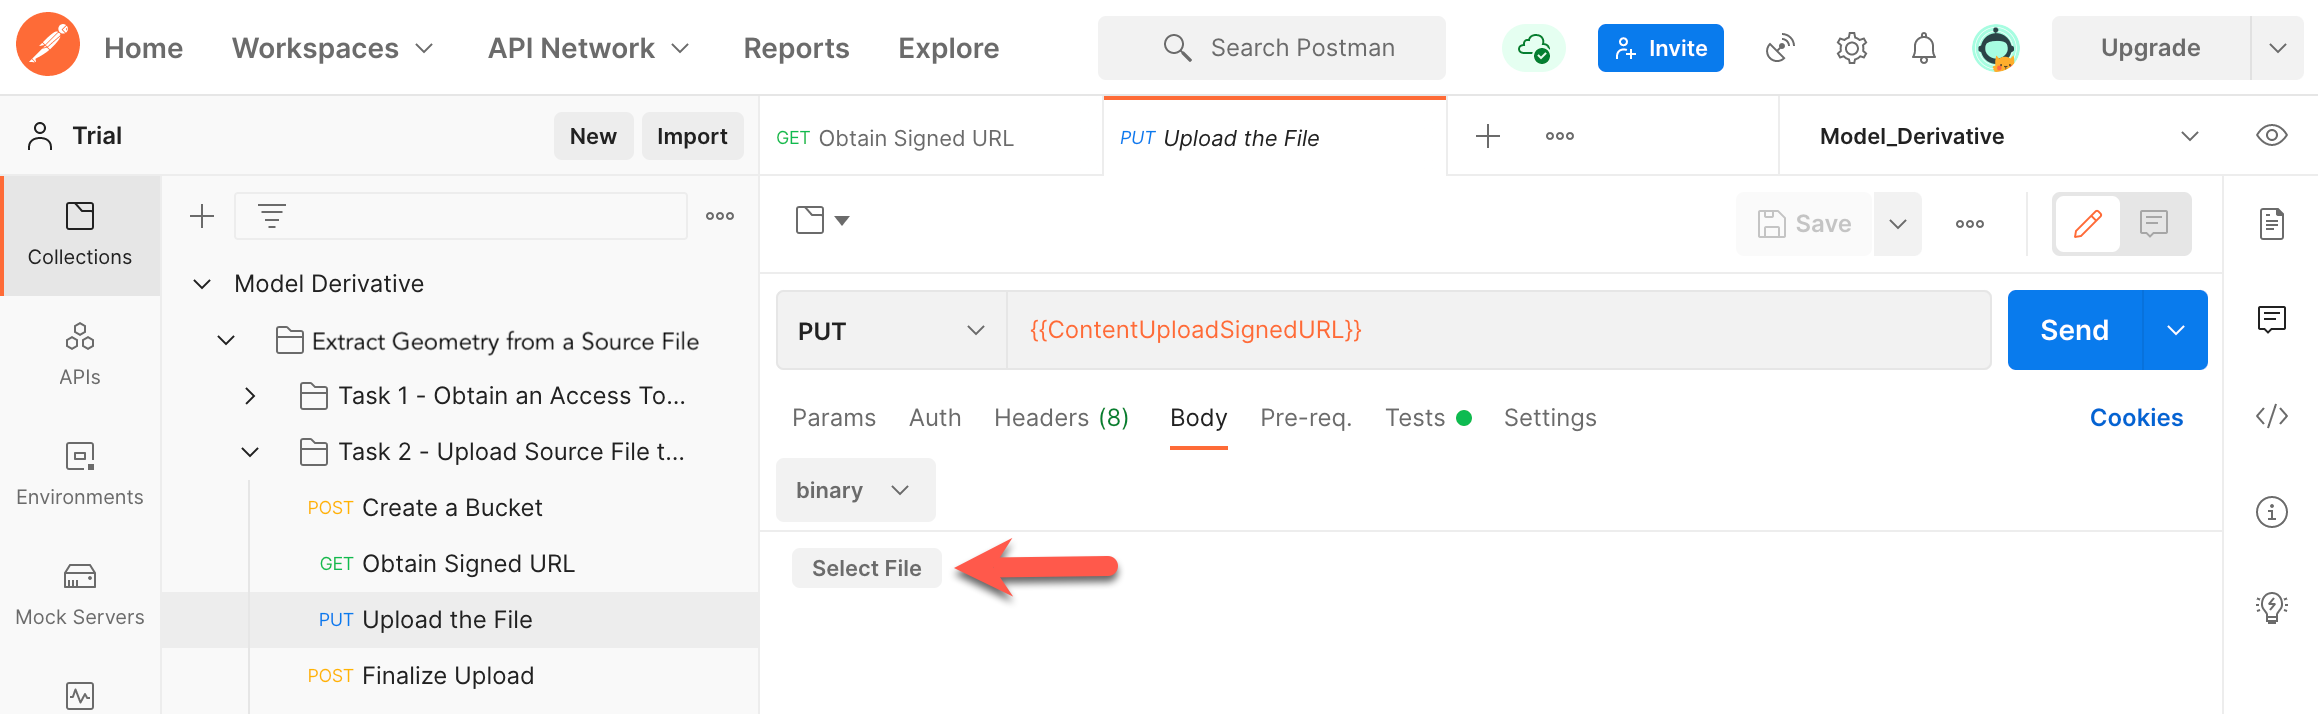 Home Workspaces API Network Reports Explore Search Postman Invite Upgrade
Trial New Import GET Obtain Signed URL PUT Upload the File Model_Derivative
Collections
Save
Model Derivative
Extract Geometry from a Source File
PUT {{ContentUploadSignedURL}} Send
APIs
Task 1 - Obtain an Access To...
Params Auth Headers (8) Body Pre-req. Tests Settings Cookies
Task 2 - Upload Source File t...
Environments
binary
POST Create a Bucket
GET Obtain Signed URL
Select File
Mock Servers
PUT Upload the File
POST Finalize Upload